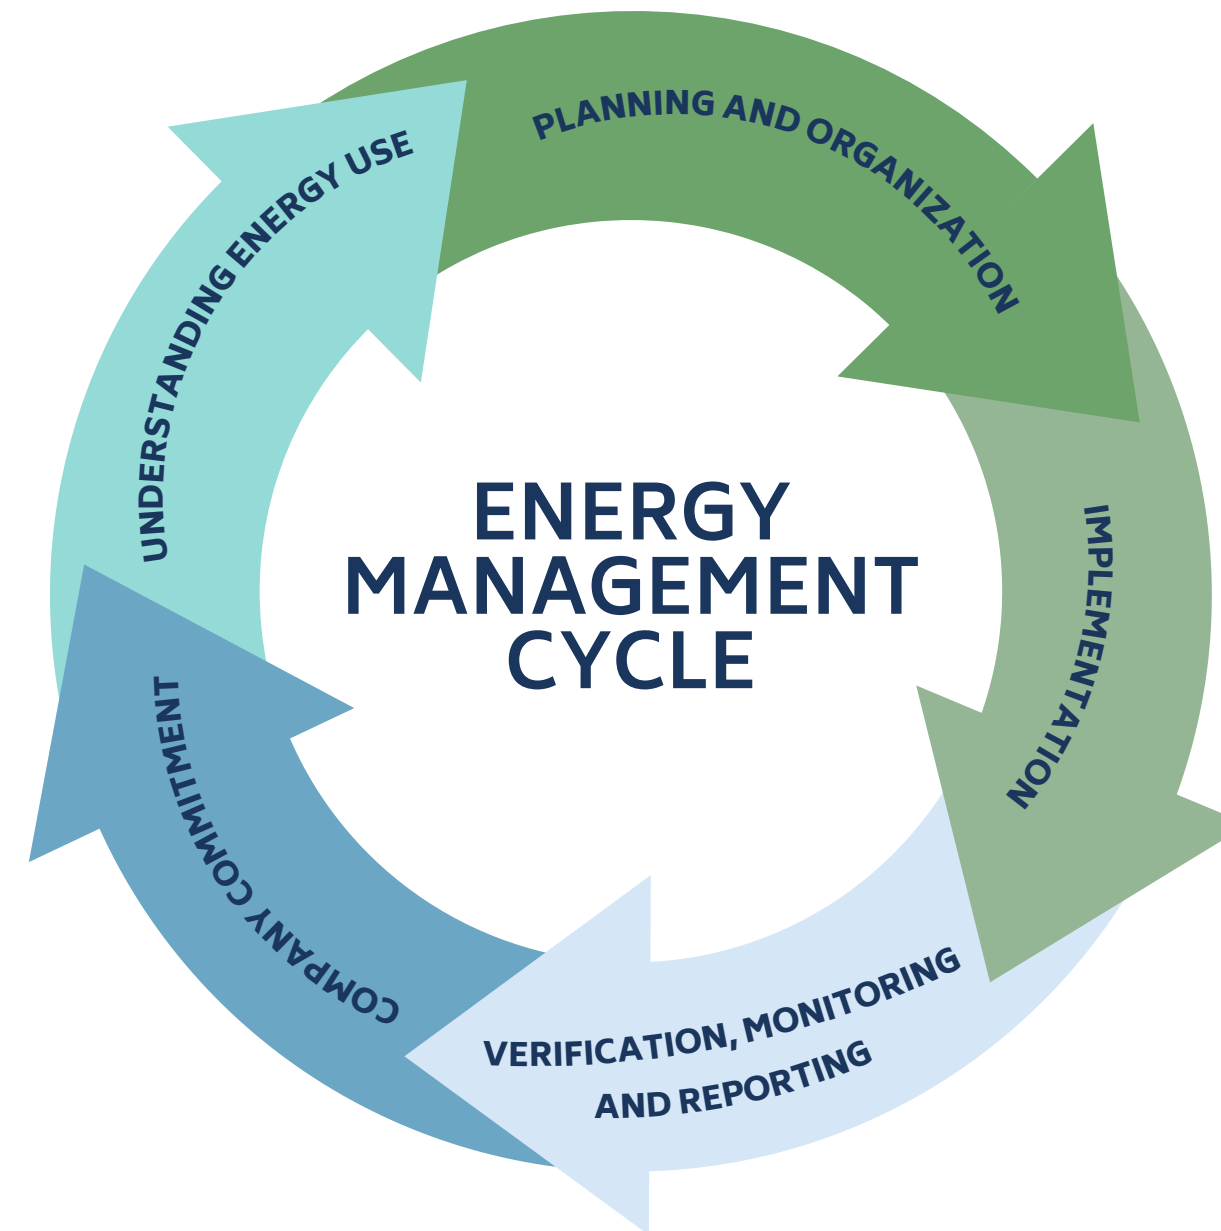 PLANNING AND ORGANIZATION
UNDERSTANDING ENERGY USE
ENERGY
MANAGEMENT
CYCLE
IMPLEMENTATION
COMPANY COMMITMENT
VERIFICATION, MONITORING
AND REPORTING